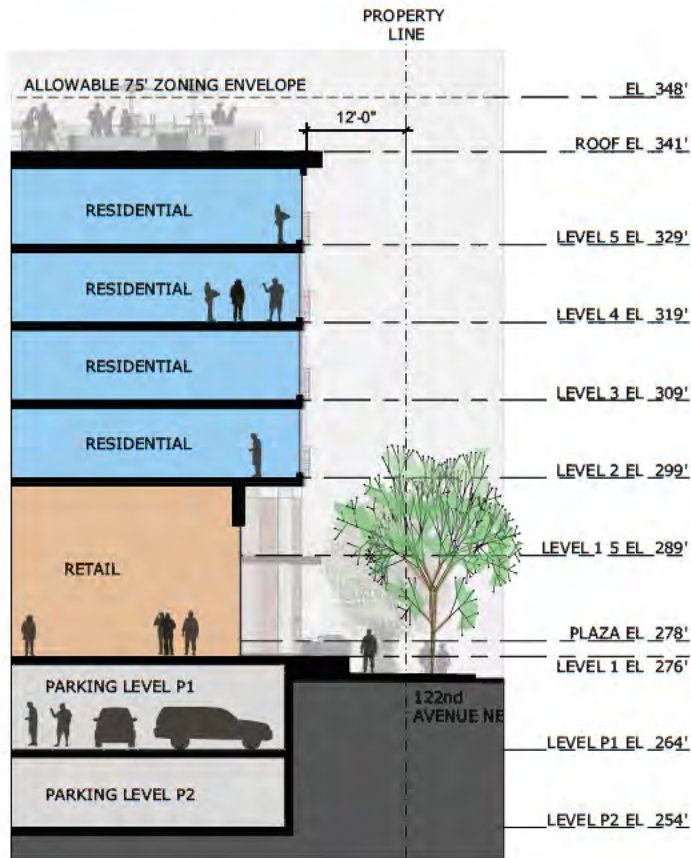 PROPERTY
LINE
ALLOWABLE 75' ZONING ENVELOPE
EL 348'
12'-0"
ROOF EL 341'
RESIDENTIAL
LEVEL 5 EL 329'
RESIDENTIAL
LEVEL 4 EL 319'
RESIDENTIAL
LEVEL 3 EL 309'
RESIDENTIAL
LEVEL 2 EL 299'
LEVEL 1 5 EL 289'
RETAIL
PLAZA EL 278'
LEVEL 1 EL 276'
PARKING LEVEL P1
122nd
AVENUE NE
LEVEL P1 EL 264'
PARKING LEVEL P2
LEVEL P2 EL 254'